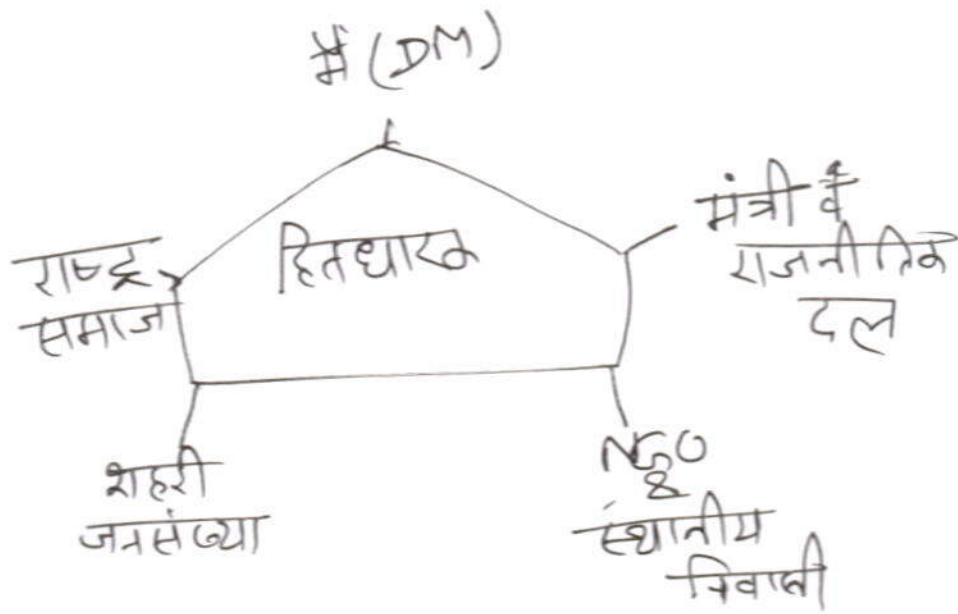 मैं (DM)
हितधारक
मंत्री व
राजनीतिक
दल
राष्ट्र
समाज
शहरी
जनसंख्या
NGO
&
स्थानीय
निवासी